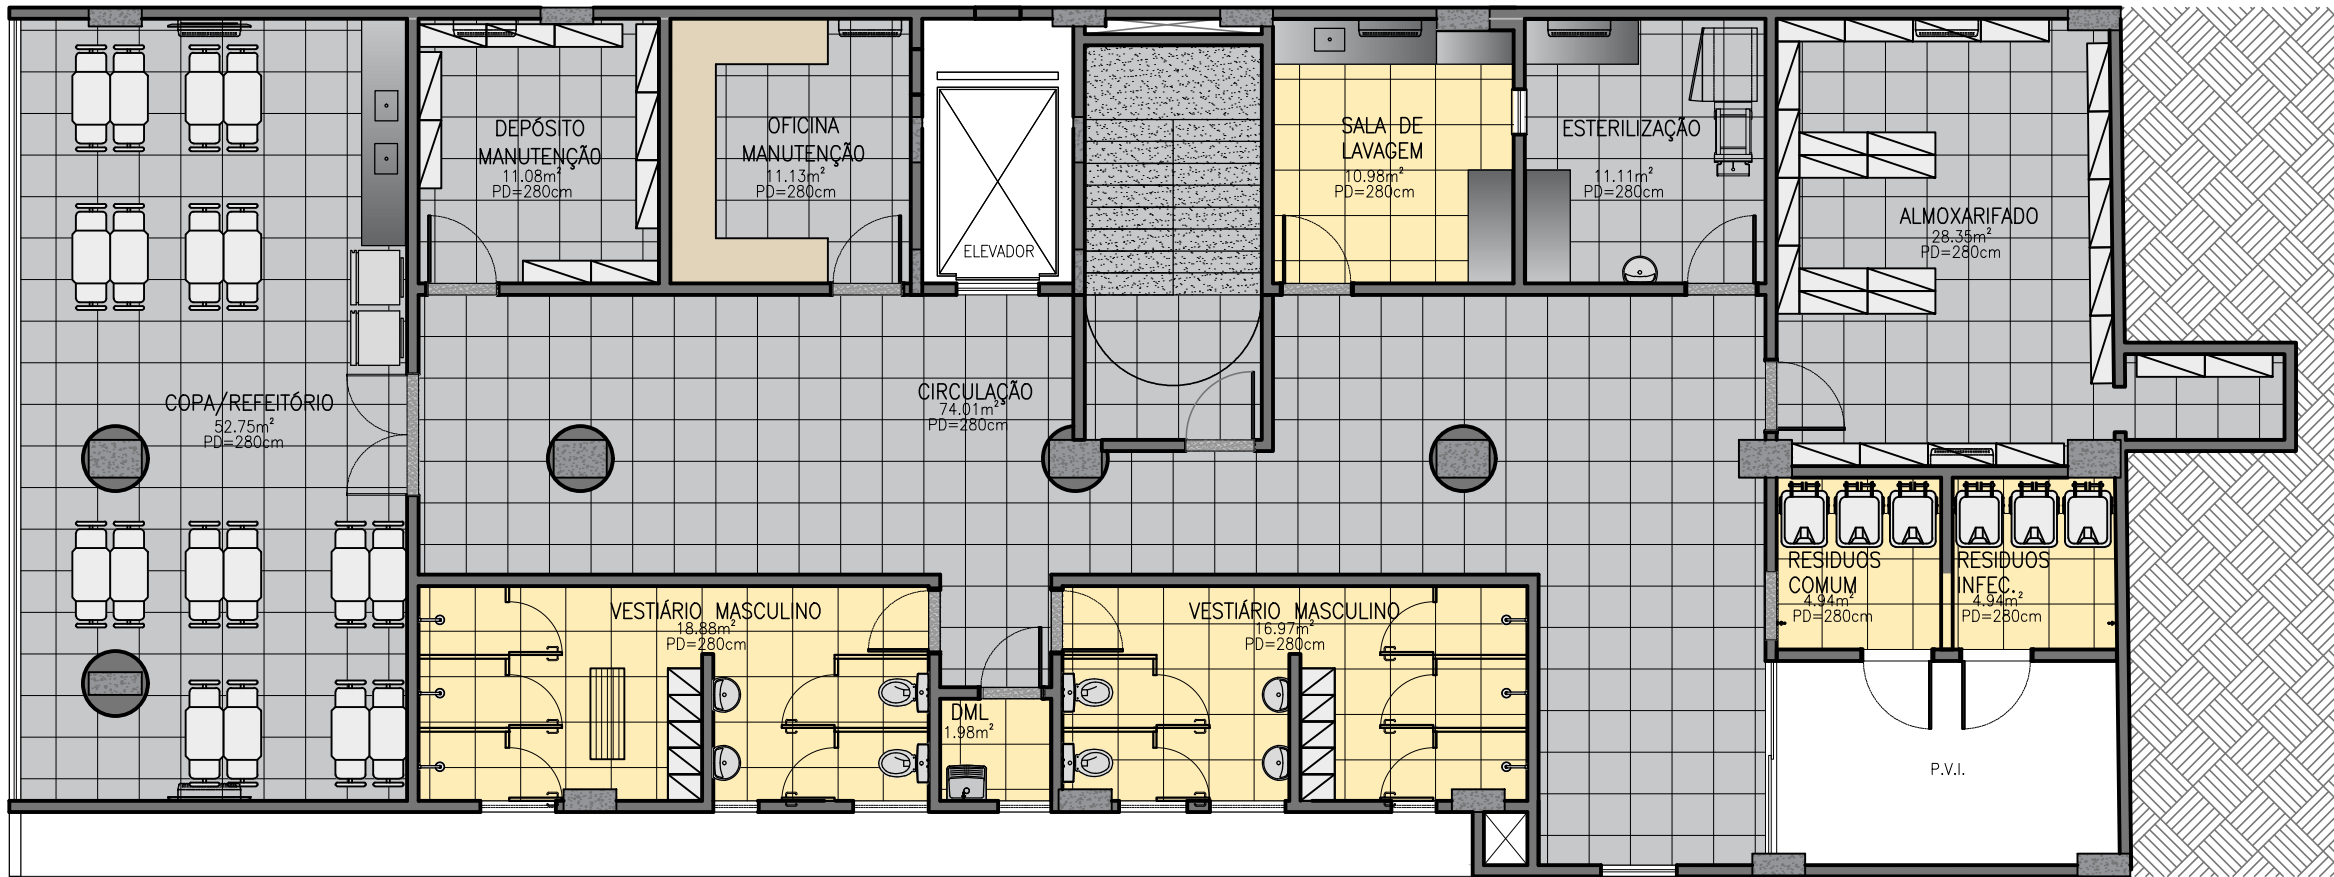 DEPÓSITO
MANUTENÇÃO
11.08m²
PD=280cm
OFICINA
MANUTENÇÃO
11.13m²
PD=280cm
ELEVADOR
SALA DE
LAVAGEM
10.98m²
PD=280cm
ESTERILIZAÇÃO
11.11m²
PD=280cm
ALMOXARIFADO
28.35m²
PD=280cm
COPA/REFEITÓRIO
52.75m²
PD=280cm
CIRCULAÇÃO
74.01m²
PD=280cm
VESTIÁRIO MASCULINO
18.88m²
PD=280cm
VESTIÁRIO MASCULINO
16.97m²
PD=280cm
RESIDUOS
COMUM
4.94m²
PD=280cm
RESIDUOS
INFEC.
4.94m²
PD=280cm
DML
1.98m²
P.V.I.